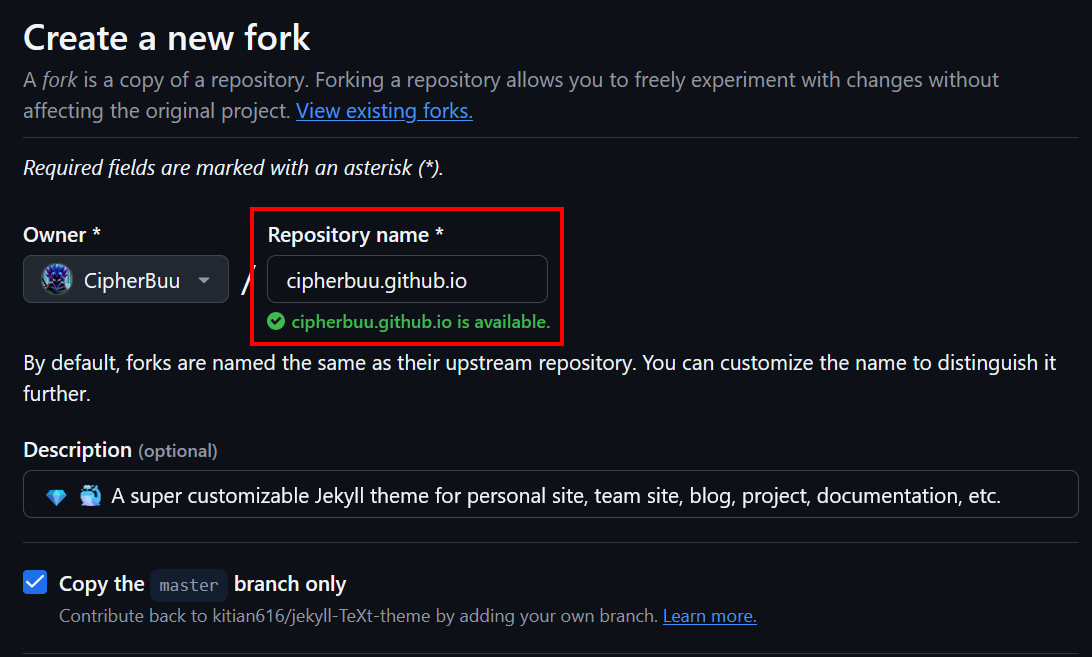 Create a new fork
A fork is a copy of a repository. Forking a repository allows you to freely experiment with changes without
affecting the original project. View existing forks.
Required fields are marked with an asterisk (*).
Owner *
Repository name *
CipherBuu
/
cipherbuu.github.io
cipherbuu.github.io is available.
By default, forks are named the same as their upstream repository. You can customize the name to distinguish it
further.
Description (optional)
💎 🐳 A super customizable Jekyll theme for personal site, team site, blog, project, documentation, etc.
Copy the master branch only
Contribute back to kitian616/jekyll-TeXt-theme by adding your own branch. Learn more.